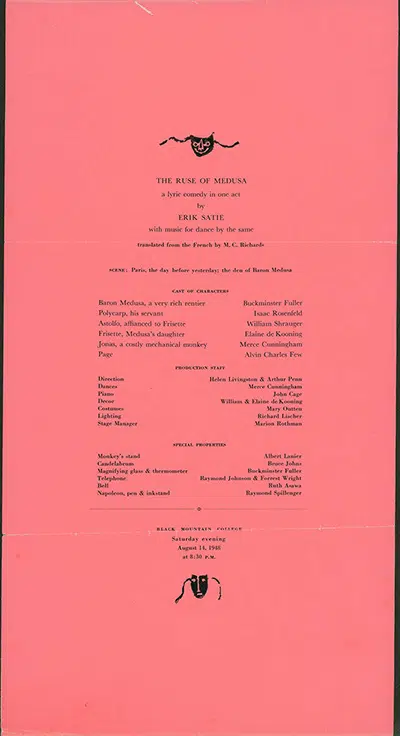 THE RUSE OF MEDUSA
a lyric comedy in one act
by
ERIK SATIE
with music for dance by the same
translated from the French by M. C. Richards
SCENE: Paris, the day before yesterday; the den of Baron Medusa
CAST OF CHARACTERS
Baron Medusa, a very rich rentier Buckminster Fuller
Polycarp, his servant Isaac Rosenfeld
Astolfo, affianced to Frisette William Shrauger
Frisette, Medusa's daughter Elaine de Kooning
Jonas, a costly mechanical monkey Merce Cunningham
Page Alvin Charles Few
PRODUCTION STAFF
Direction Helen Livingston & Arthur Penn
Dances Merce Cunningham
Piano John Cage
Decor William & Elaine de Kooning
Costumes Mary Outten
Lighting Richard Lischer
Stage Manager Marion Rothman
SPECIAL PROPERTIES
Monkey's stand Albert Lanier
Candelabrum Bruce Johns
Magnifying glass & thermometer Buckminster Fuller
Telephone Raymond Johnson & Forrest Wright
Bell Ruth Asawa
Napoleon, pen & inkstand Raymond Spillenger
BLACK MOUNTAIN COLLEGE
Saturday evening
August 14, 1948
at 8:30 P.M.